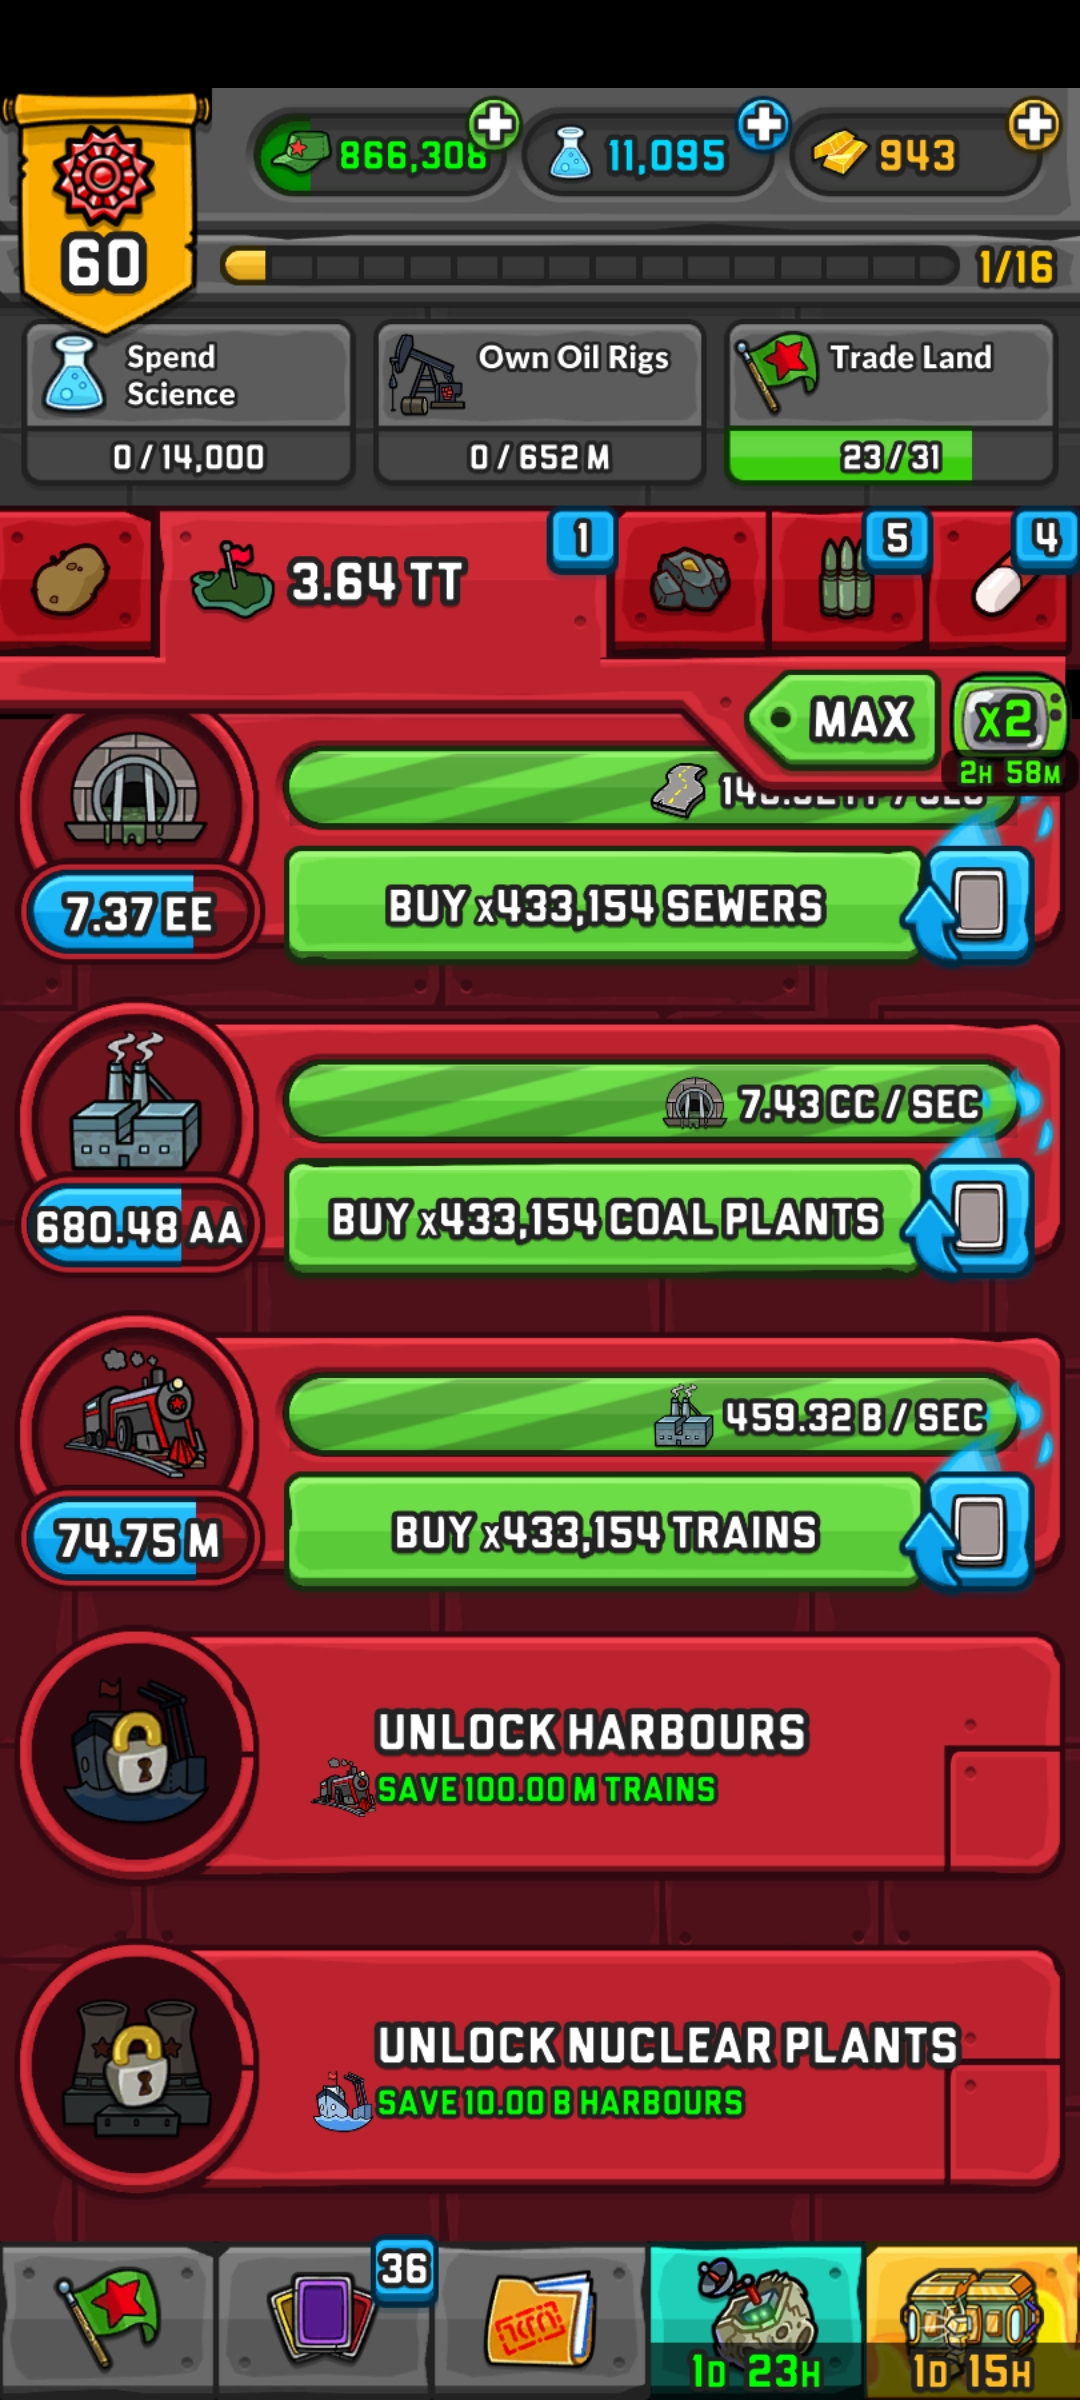 866,308
11,095
943
60
1/16
Spend
Science
0/14,000
Own Oil Rigs
0/652 M
Trade Land
23/31
3.64 TT
1
5
4
MAX
x2
2H 58M
/ SEC
7.37 EE
BUY x433,154 SEWERS
7.43 CC / SEC
680.48 AA
BUY x433,154 COAL PLANTS
459.32 B / SEC
74.75 M
BUY x433,154 TRAINS
UNLOCK HARBOURS
SAVE 100.00 M TRAINS
UNLOCK NUCLEAR PLANTS
SAVE 10.00 B HARBOURS
36
1D 23H
1D 15H